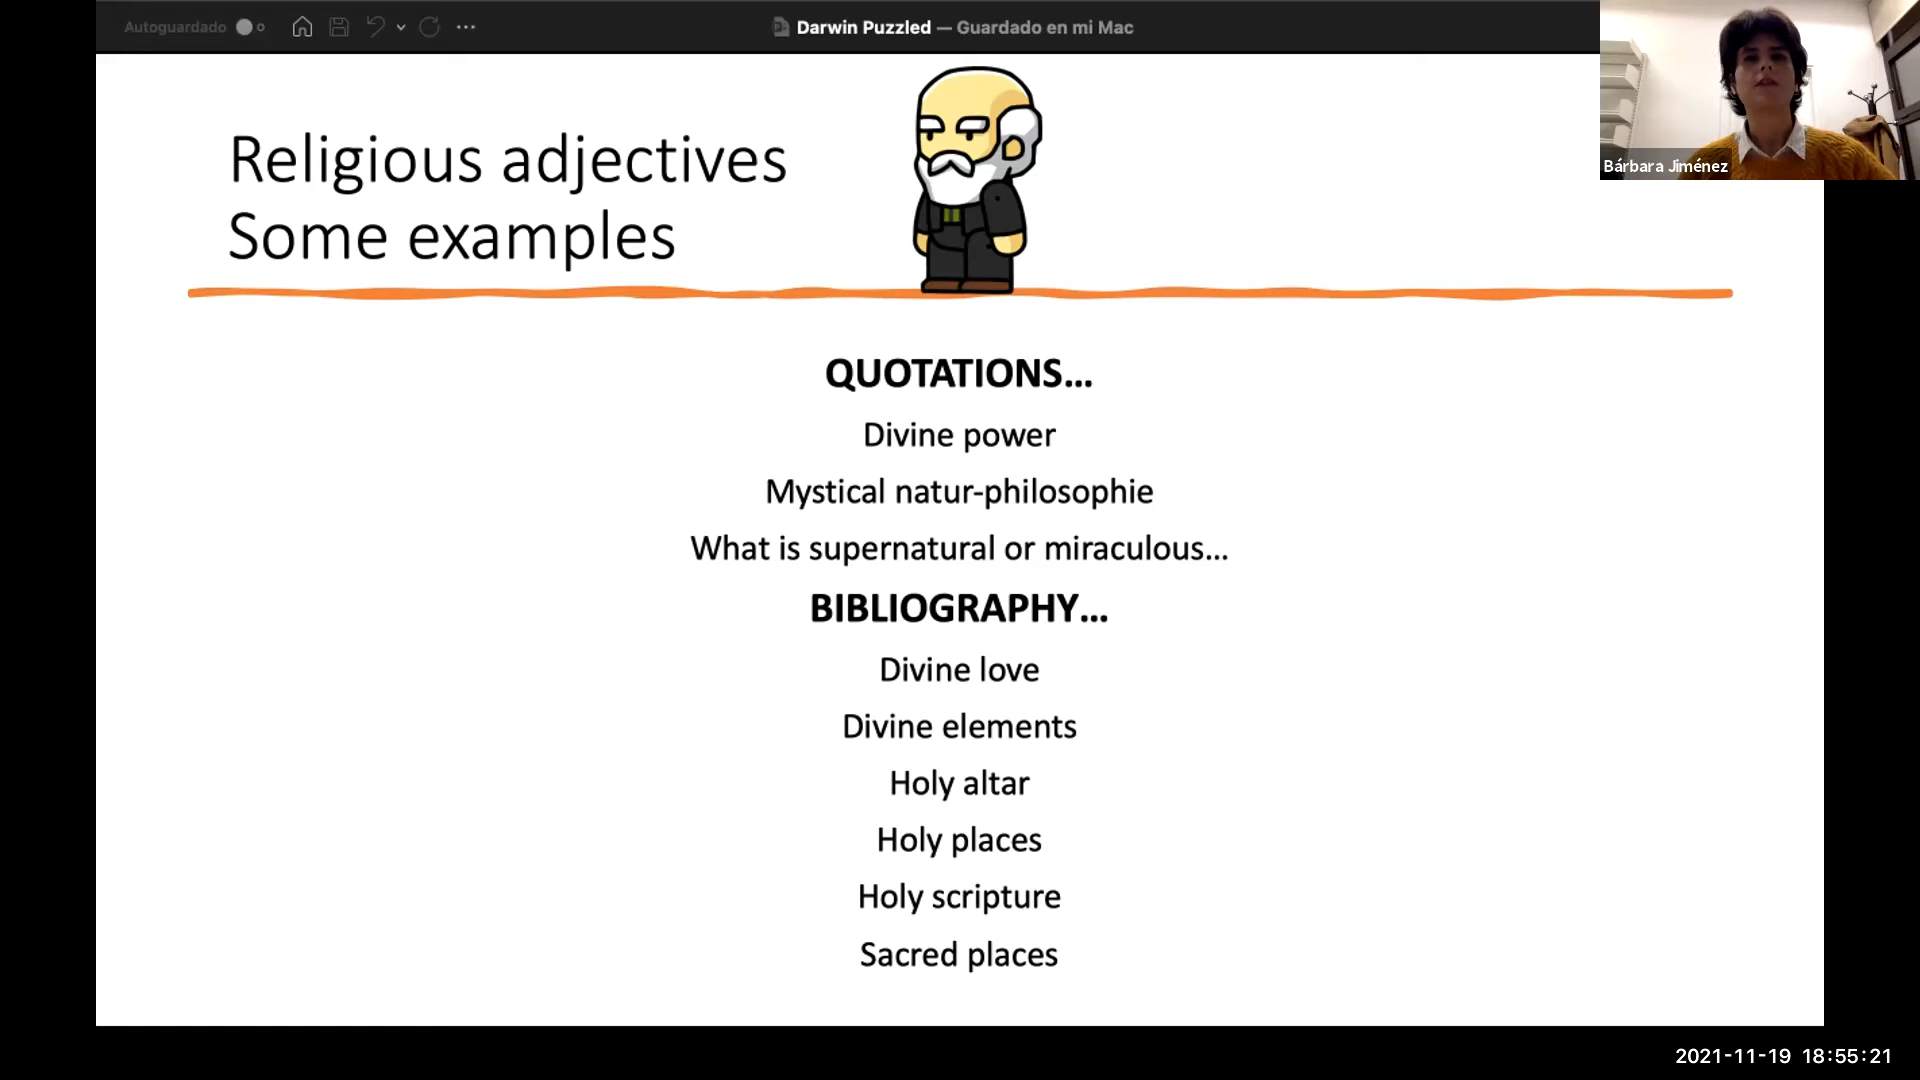 Autoguardado
Darwin Puzzled — Guardado en mi Mac
Bárbara Jiménez
Religious adjectives
Some examples
QUOTATIONS…
Divine power
Mystical natur-philosophie
What is supernatural or miraculous…
BIBLIOGRAPHY…
Divine love
Divine elements
Holy altar
Holy places
Holy scripture
Sacred places
2021-11-19 18:55:21